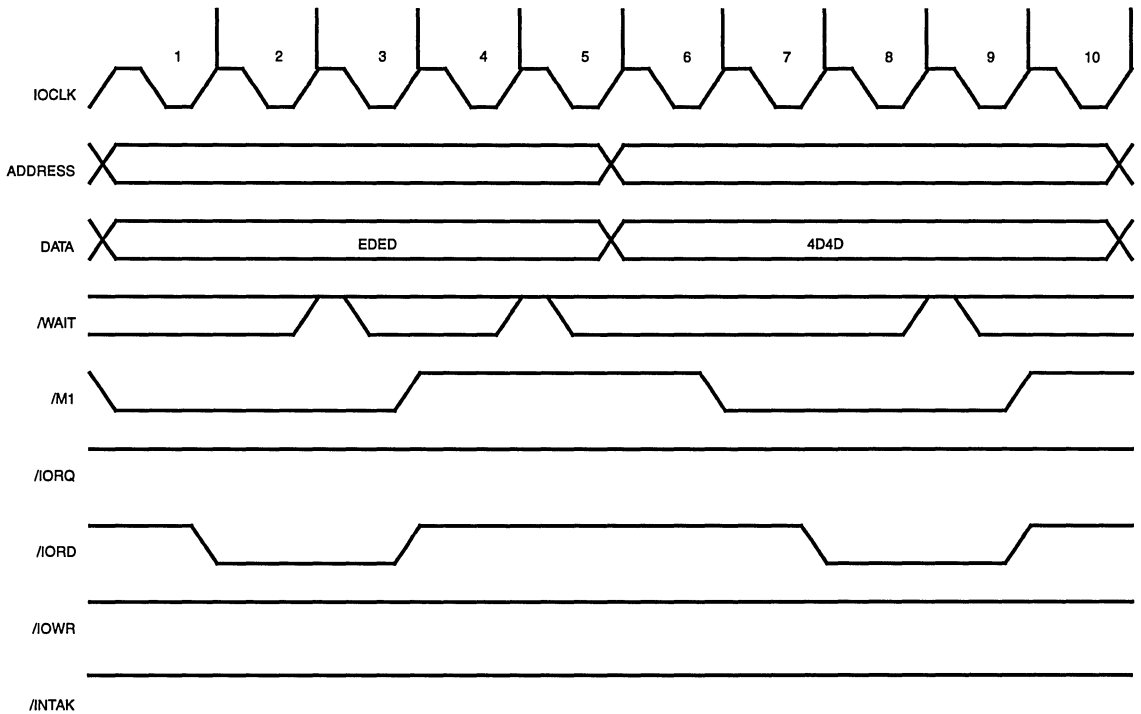 1 2 3 4 5 6 7 8 9 10
IOCLK
ADDRESS
DATA EDED 4D4D
/WAIT
/M1
/IORQ
/IORD
/IOWR
/INTAK